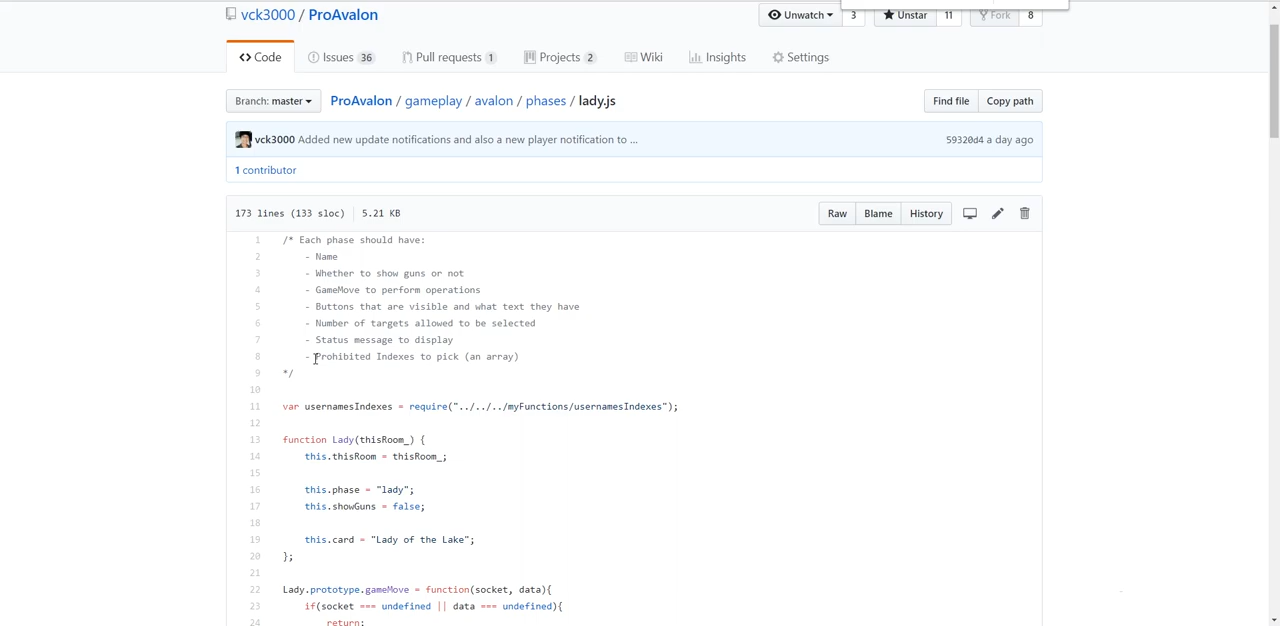 vck3000 / ProAvalon
Unwatch 3 Unstar 11 Fork 8
Code Issues 36 Pull requests 1 Projects 2 Wiki Insights Settings
Branch: master ProAvalon / gameplay / avalon / phases / lady.js Find file Copy path
vck3000 Added new update notifications and also a new player notification to ... 59320d4 a day ago
1 contributor
173 lines (133 sloc) 5.21 KB Raw Blame History
1 /* Each phase should have:
2 - Name
3 - Whether to show guns or not
4 - GameMove to perform operations
5 - Buttons that are visible and what text they have
6 - Number of targets allowed to be selected
7 - Status message to display
8 - Prohibited Indexes to pick (an array)
9 */
10
11 var usernamesIndexes = require("../../../myFunctions/usernamesIndexes");
12
13 function Lady(thisRoom_) {
14 this.thisRoom = thisRoom_;
15
16 this.phase = "lady";
17 this.showGuns = false;
18
19 this.card = "Lady of the Lake";
20 };
21
22 Lady.prototype.gameMove = function(socket, data){
23 if(socket === undefined || data === undefined){
24 return;